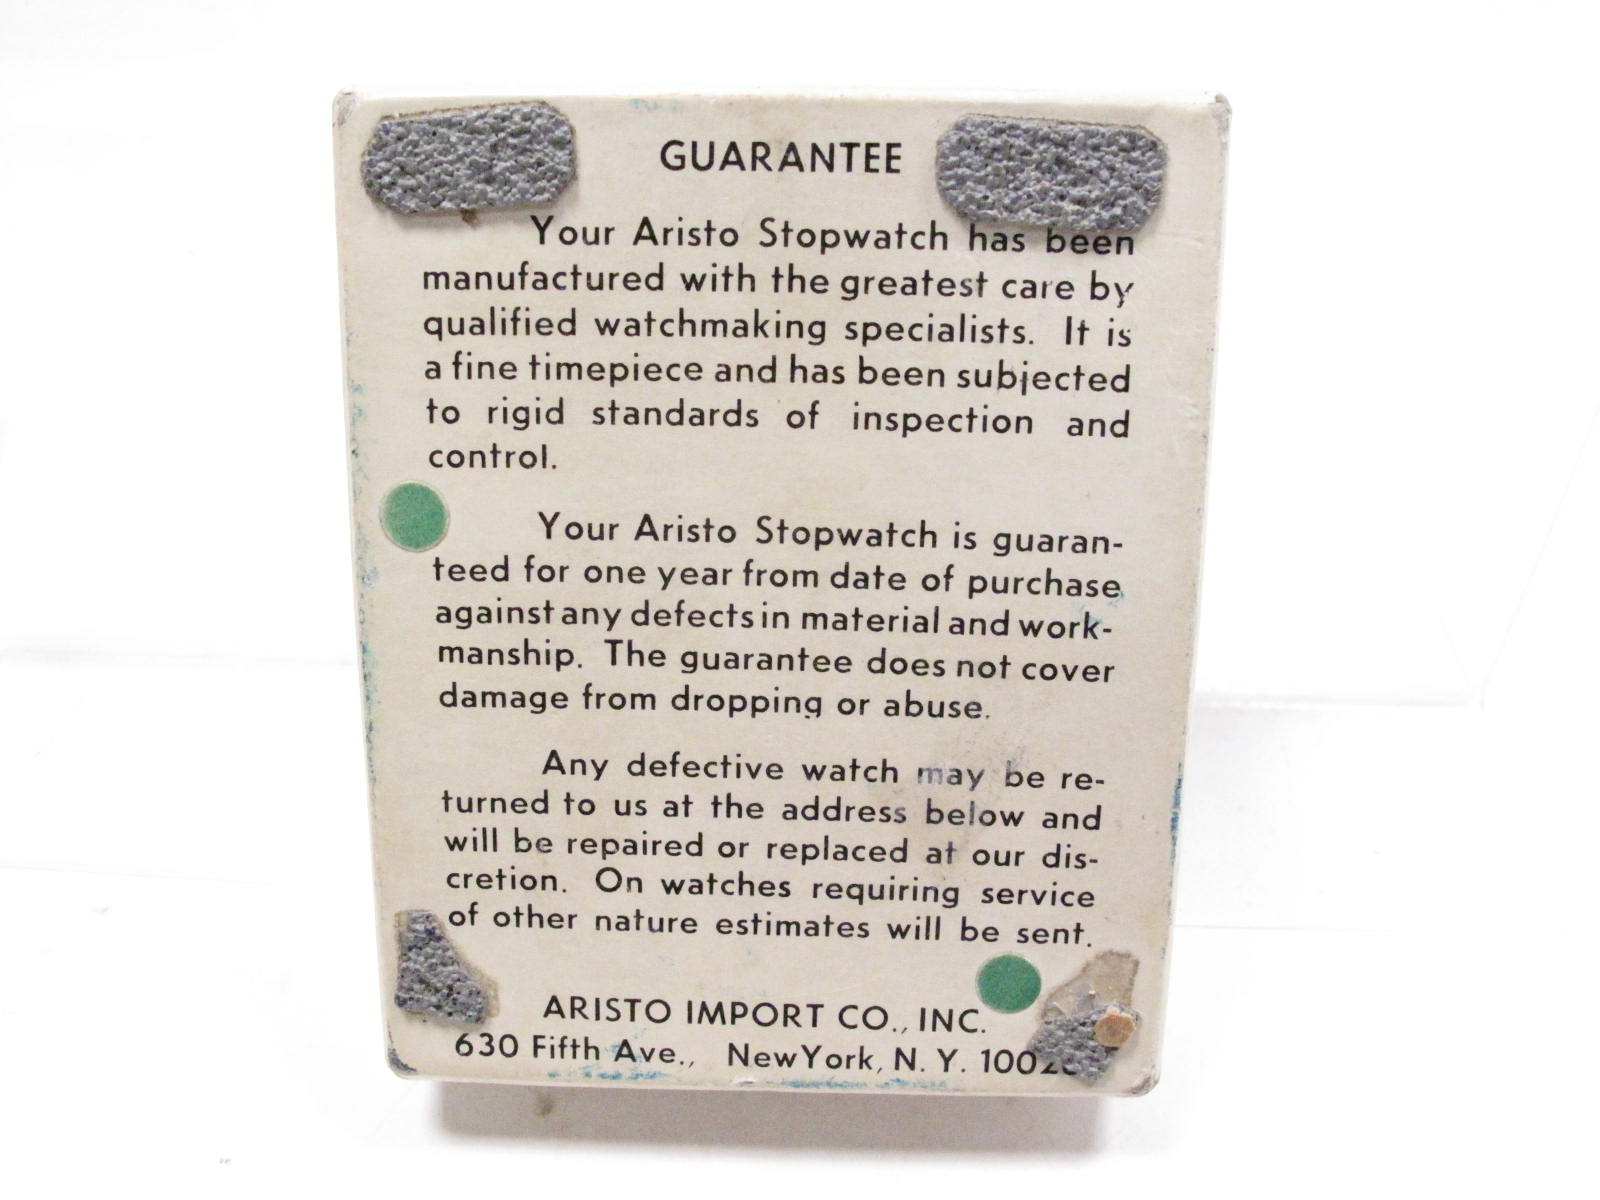 GUARANTEE
Your Aristo Stopwatch has been
manufactured with the greatest care by
qualified watchmaking specialists. It is
a fine timepiece and has been subjected
to rigid standards of inspection and
control.
Your Aristo Stopwatch is guaran-
teed for one year from date of purchase
against any defects in material and work-
manship. The guarantee does not cover
damage from dropping or abuse.
Any defective watch may be re-
turned to us at the address below and
will be repaired or replaced at our dis-
cretion. On watches requiring service
of other nature estimates will be sent.
ARISTO IMPORT CO., INC.
630 Fifth Ave., New York, N. Y.